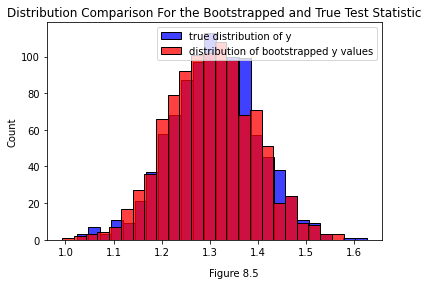 Distribution Comparison For the Bootstrapped and True Test Statistic
true distribution of y
distribution of bootstrapped y values
100
80
60
40
20
0
Count
1.0 1.1 1.2 1.3 1.4 1.5 1.6
Figure 8.5